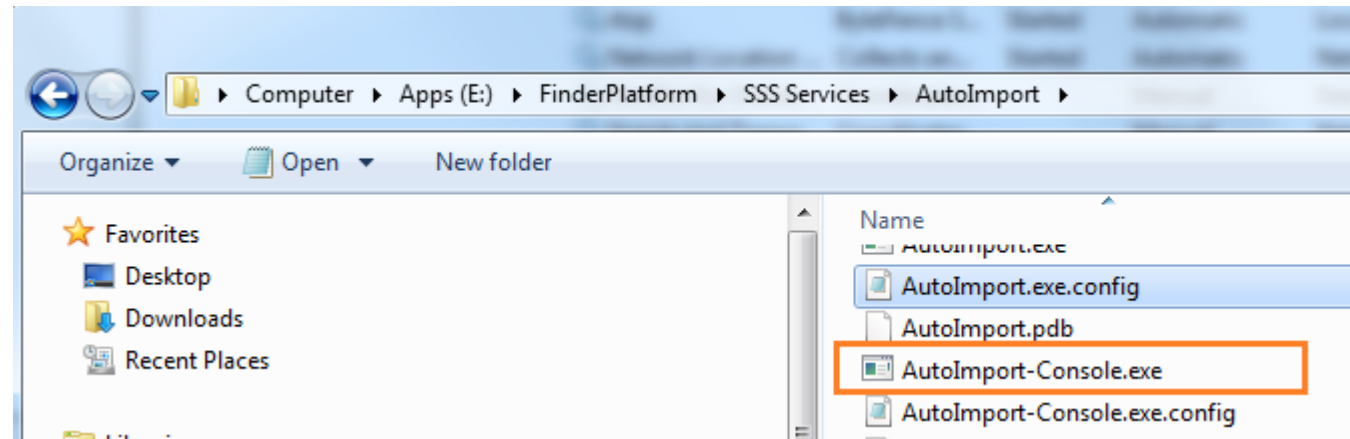 Computer Apps (E:) FinderPlatform SSS Services AutoImport
Organize Open New folder
Favorites
Desktop
Downloads
Recent Places
Name
AutoImport.exe
AutoImport.exe.config
AutoImport.pdb
AutoImport-Console.exe
AutoImport-Console.exe.config